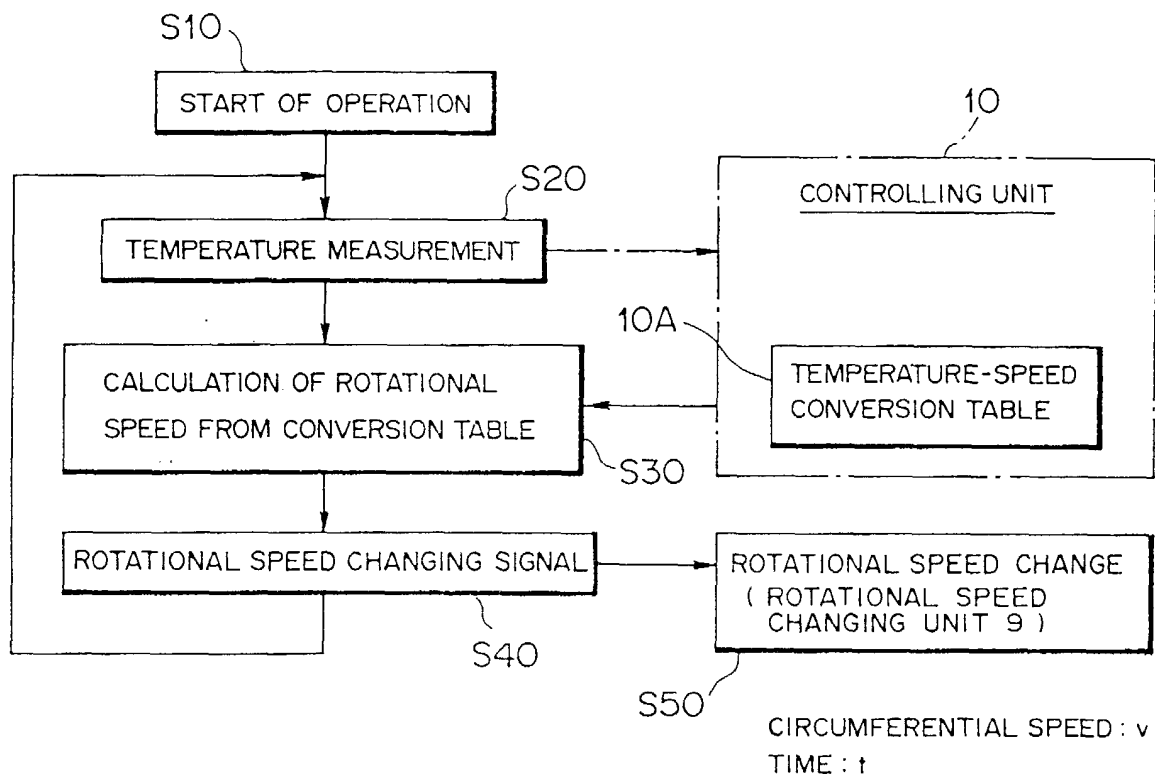 S10
START OF OPERATION
10
S20
CONTROLLING UNIT
TEMPERATURE MEASUREMENT
10A
CALCULATION OF ROTATIONAL
SPEED FROM CONVERSION TABLE
TEMPERATURE-SPEED
CONVERSION TABLE
S30
ROTATIONAL SPEED CHANGING SIGNAL
ROTATIONAL SPEED CHANGE
( ROTATIONAL SPEED
CHANGING UNIT 9 )
S40
S50
CIRCUMFERENTIAL SPEED : v
TIME : t